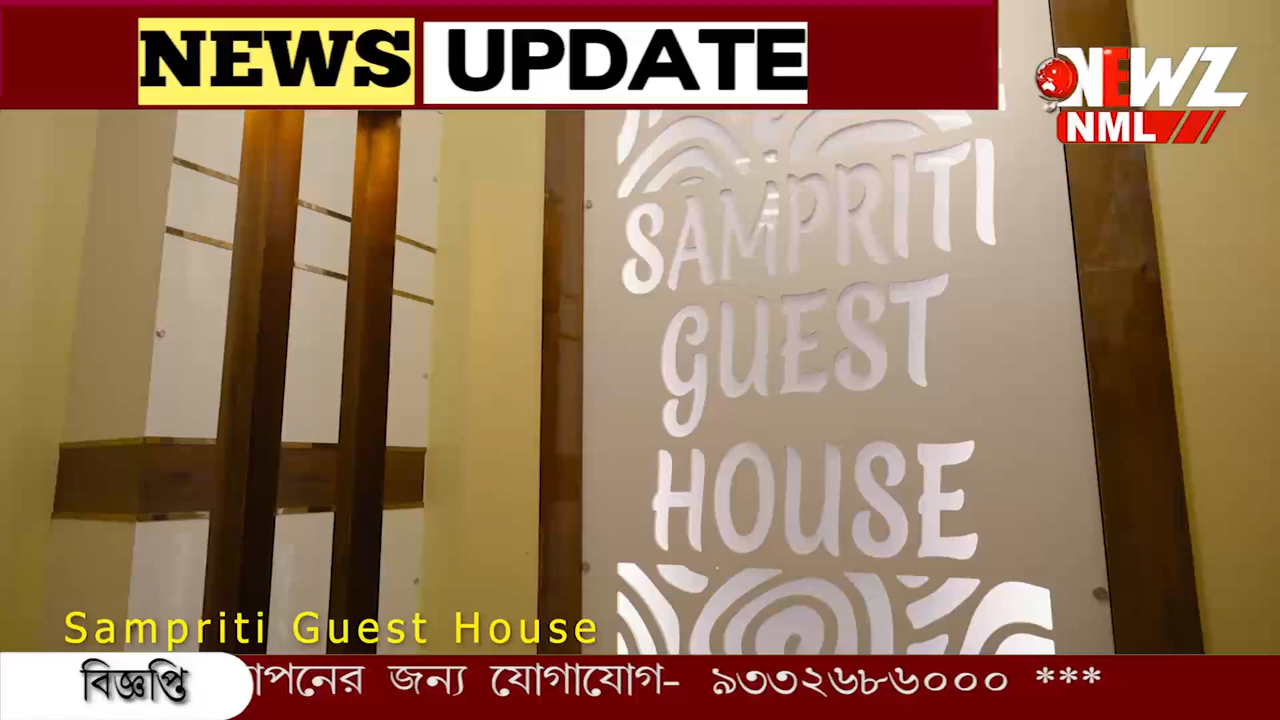 NEWS UPDATE
NEWZ
NML
SAMPRITI
GUEST
HOUSE
Sampriti Guest House
বিজ্ঞপ্তি
পনের জন্য যোগাযোগ- ৯৩৩২৬৮৬০০০ ***